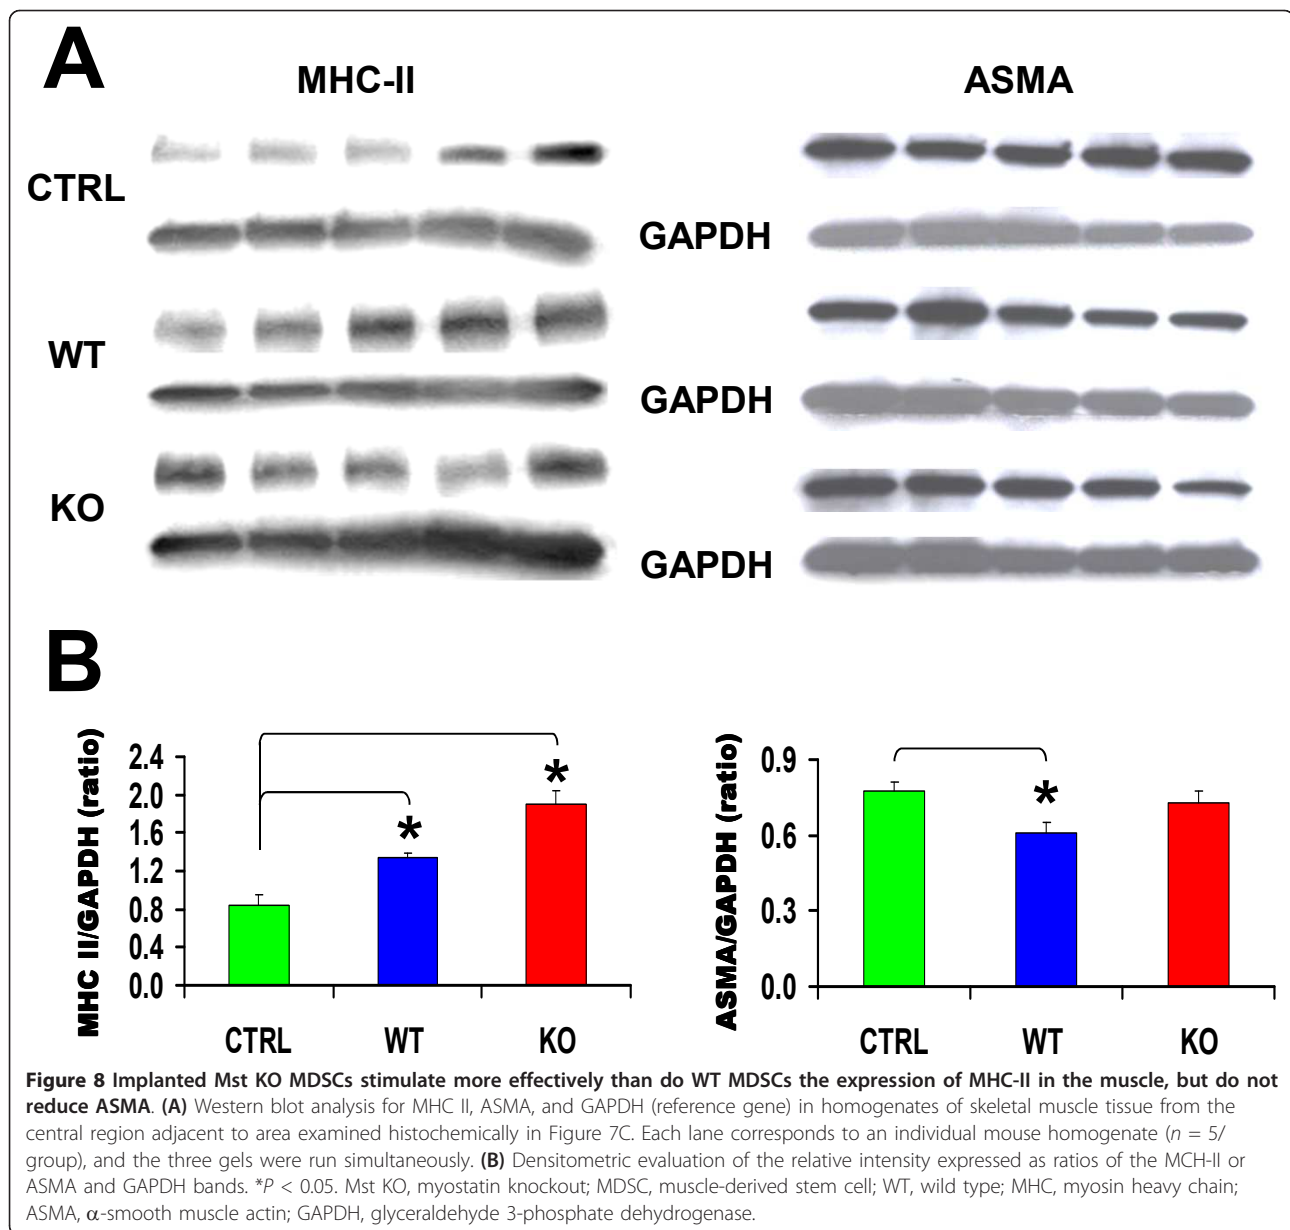 A
MHC-II
ASMA
CTRL
GAPDH
WT
GAPDH
KO
GAPDH
B
MHC II/GAPDH (ratio)
2.4
2.0
1.6
1.2
0.8
0.4
0.0
*
*
CTRL
WT
KO
ASMA/GAPDH (ratio)
0.9
0.6
0.3
0.0
*
CTRL
WT
KO
Figure 8 Implanted Mst KO MDSCs stimulate more effectively than do WT MDSCs the expression of MHC-II in the muscle, but do not
reduce ASMA. (A) Western blot analysis for MHC II, ASMA, and GAPDH (reference gene) in homogenates of skeletal muscle tissue from the
central region adjacent to area examined histochemically in Figure 7C. Each lane corresponds to an individual mouse homogenate (n = 5/
group), and the three gels were run simultaneously. (B) Densitometric evaluation of the relative intensity expressed as ratios of the MCH-II or
ASMA and GAPDH bands. *P < 0.05. Mst KO, myostatin knockout; MDSC, muscle-derived stem cell; WT, wild type; MHC, myosin heavy chain;
ASMA, α-smooth muscle actin; GAPDH, glyceraldehyde 3-phosphate dehydrogenase.